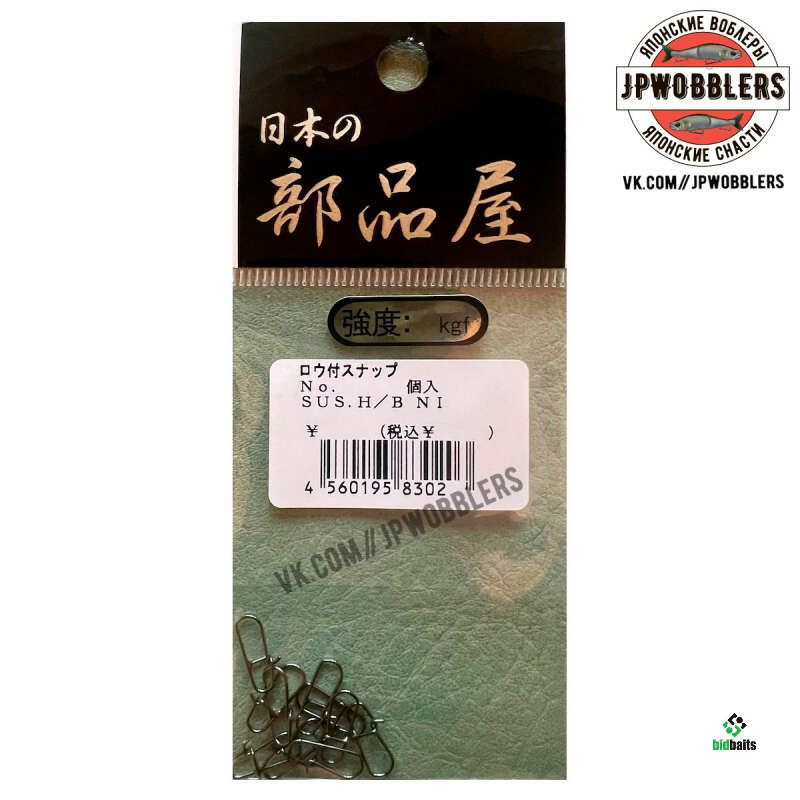 ЯПОНСКИЕ ВОБЛЕРЫ
JPWOBBLERS
ЯПОНСКИЕ СНАСТИ
VK.COM//JPWOBBLERS
日本の
部品屋
強度: kgf
ロウ付スナップ
No. 個入
SUS.H/B NI
¥ (税込¥ )
4 560195 8302
VK.COM//JPWOBBLERS
bidbaits